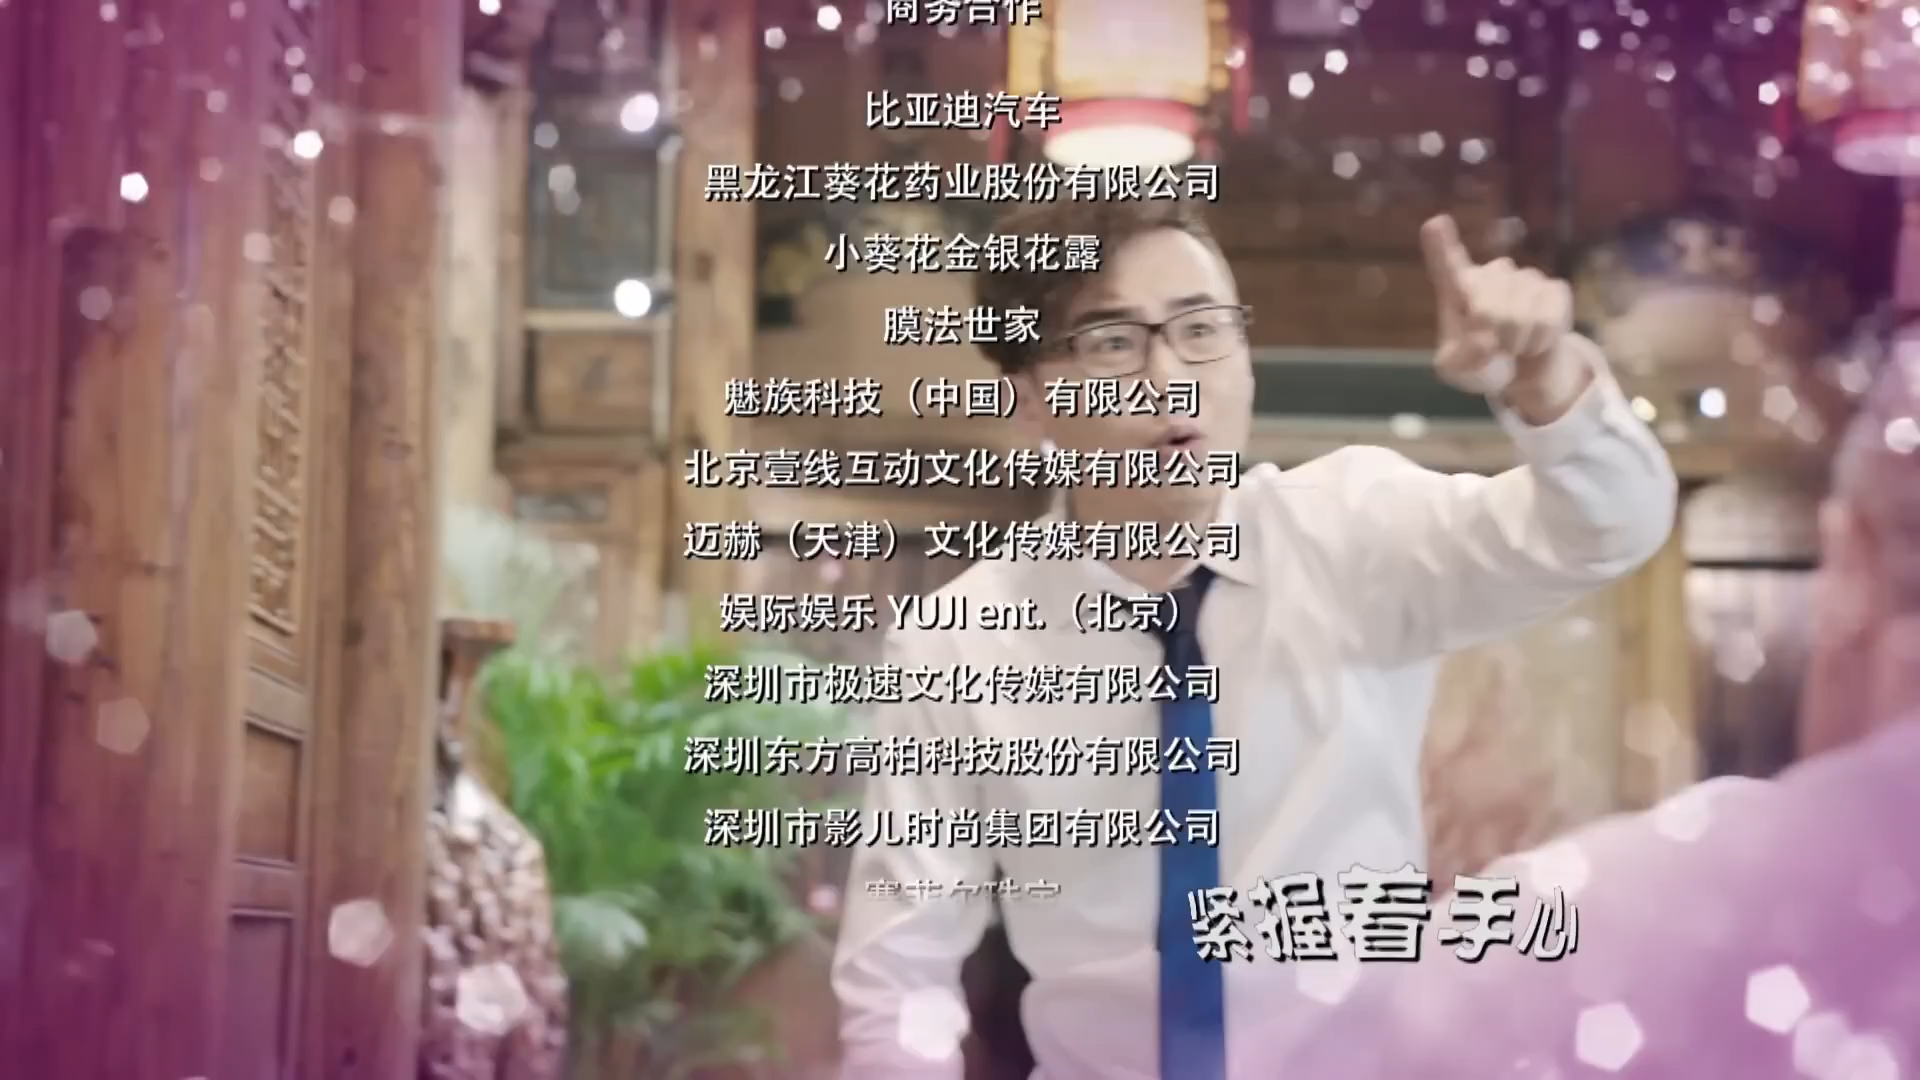 商务合作
比亚迪汽车
黑龙江葵花药业股份有限公司
小葵花金银花露
膜法世家
魅族科技（中国）有限公司
北京壹线互动文化传媒有限公司
迈赫（天津）文化传媒有限公司
娱际娱乐 YUJI ent.（北京）
深圳市极速文化传媒有限公司
深圳东方高柏科技股份有限公司
深圳市影儿时尚集团有限公司
紧握着手心